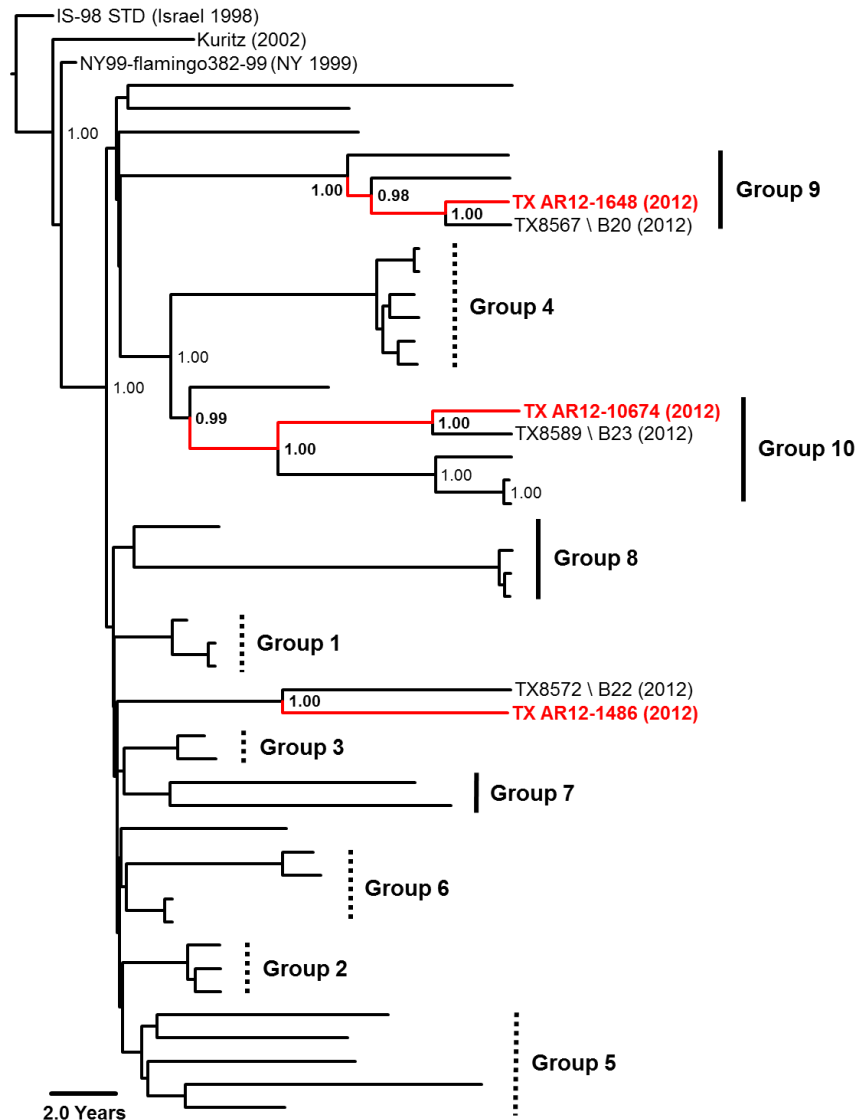 IS-98 STD (Israel 1998)
Kuritz (2002)
NY99-flamingo382-99 (NY 1999)
1.00
1.00
0.98
TX AR12-1648 (2012)
1.00
TX8567 \ B20 (2012)
Group 9
Group 4
1.00
1.00
0.99
TX AR12-10674 (2012)
1.00
TX8589 \ B23 (2012)
1.00
Group 10
1.00
1.00
Group 8
Group 1
TX8572 \ B22 (2012)
1.00
TX AR12-1486 (2012)
Group 3
Group 7
Group 6
Group 2
Group 5
2.0 Years